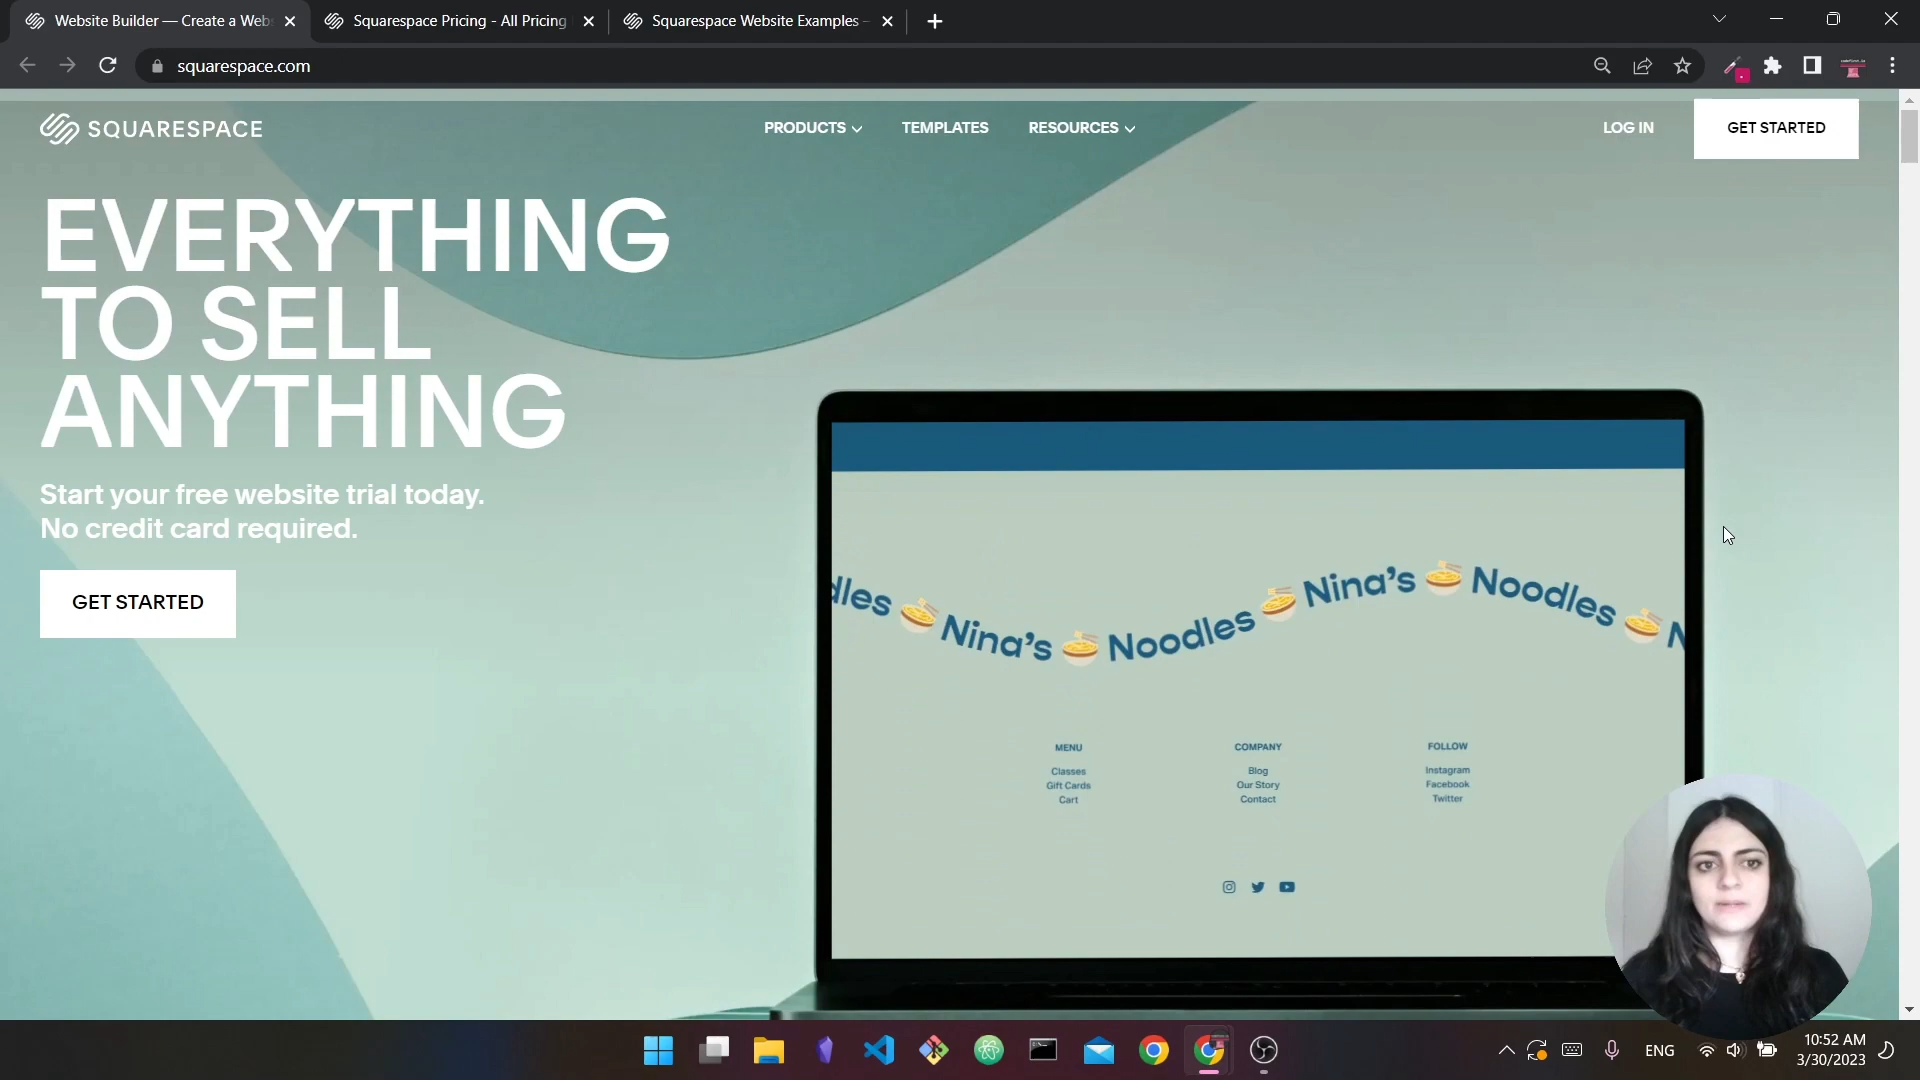 Website Builder — Create a Web
Squarespace Pricing - All Pricing
Squarespace Website Examples -
squarespace.com
SQUARESPACE
PRODUCTS
TEMPLATES
RESOURCES
LOG IN
GET STARTED
EVERYTHING
TO SELL
ANYTHING
Start your free website trial today.
No credit card required.
GET STARTED
dles 🍜 Nina's 🍜 Noodles 🍜 Nina's 🍜 Noodles 🍜 N
MENU
Classes
Gift Cards
Cart
COMPANY
Blog
Our Story
Contact
FOLLOW
Instagram
Facebook
Twitter
ENG
10:52 AM
3/30/2023